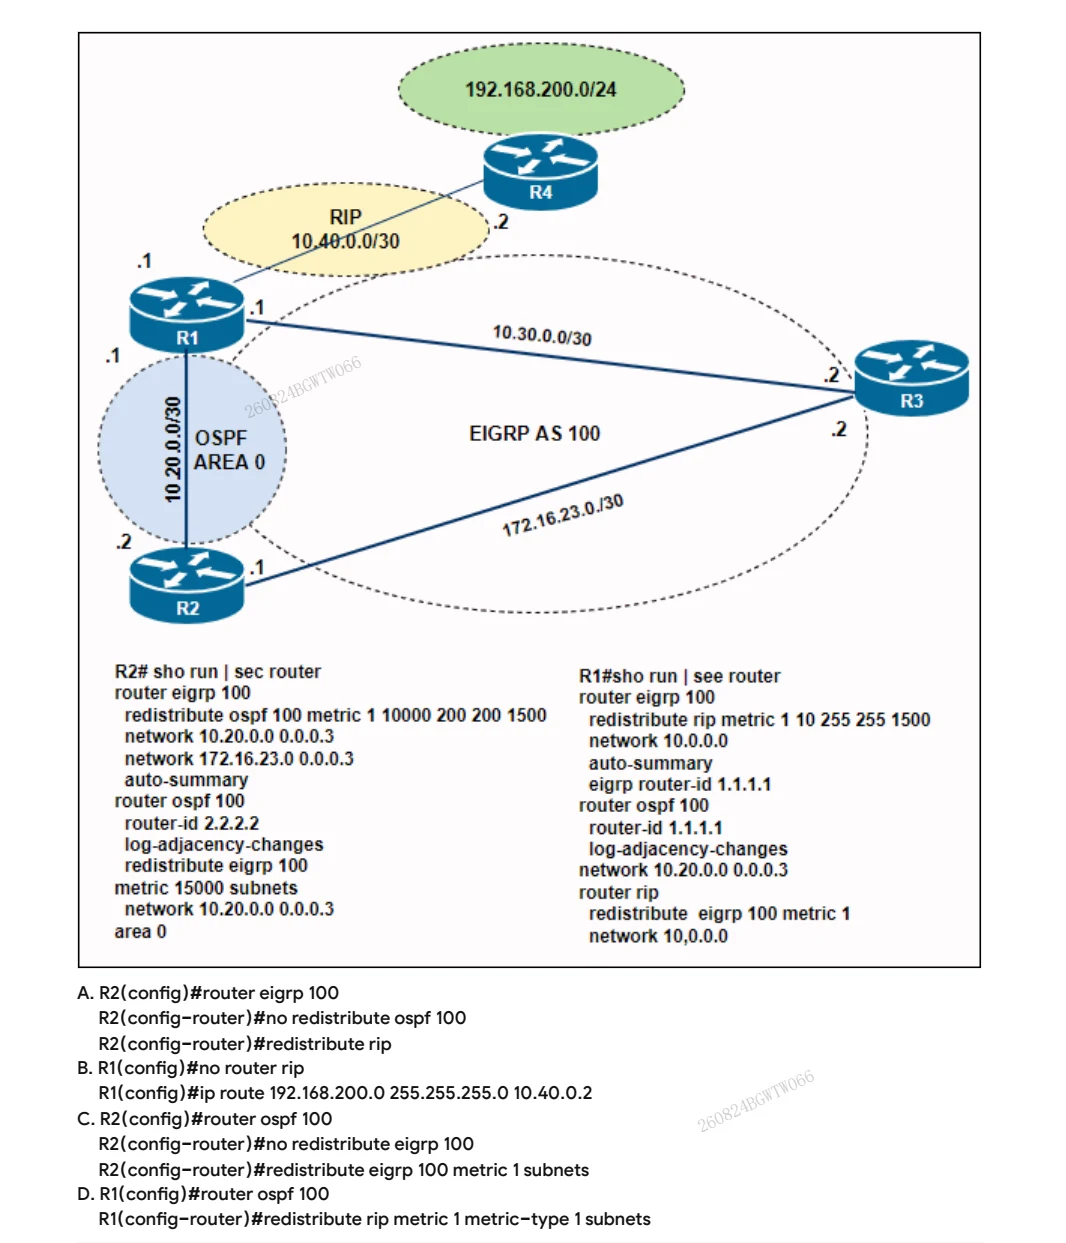 192.168.200.0/24
R4
RIP
10.40.0.0/30
.2
.1
R1
.1
.1
10.30.0.0/30
.2
R3
.2
10.20.0.0/30
OSPF
AREA 0
EIGRP AS 100
172.16.23.0./30
.2
.1
R2
260824BGWTW066
R2# sho run | sec router
router eigrp 100
redistribute ospf 100 metric 1 10000 200 200 1500
network 10.20.0.0 0.0.0.3
network 172.16.23.0 0.0.0.3
auto-summary
router ospf 100
router-id 2.2.2.2
log-adjacency-changes
redistribute eigrp 100
metric 15000 subnets
network 10.20.0.0 0.0.0.3
area 0
R1#sho run | see router
router eigrp 100
redistribute rip metric 1 10 255 255 1500
network 10.0.0.0
auto-summary
eigrp router-id 1.1.1.1
router ospf 100
router-id 1.1.1.1
log-adjacency-changes
network 10.20.0.0 0.0.0.3
router rip
redistribute eigrp 100 metric 1
network 10,0.0.0
A. R2(config)#router eigrp 100
R2(config-router)#no redistribute ospf 100
R2(config-router)#redistribute rip
B. R1(config)#no router rip
R1(config)#ip route 192.168.200.0 255.255.255.0 10.40.0.2
C. R2(config)#router ospf 100
R2(config-router)#no redistribute eigrp 100
R2(config-router)#redistribute eigrp 100 metric 1 subnets
D. R1(config)#router ospf 100
R1(config-router)#redistribute rip metric 1 metric-type 1 subnets
260824BGWTW066